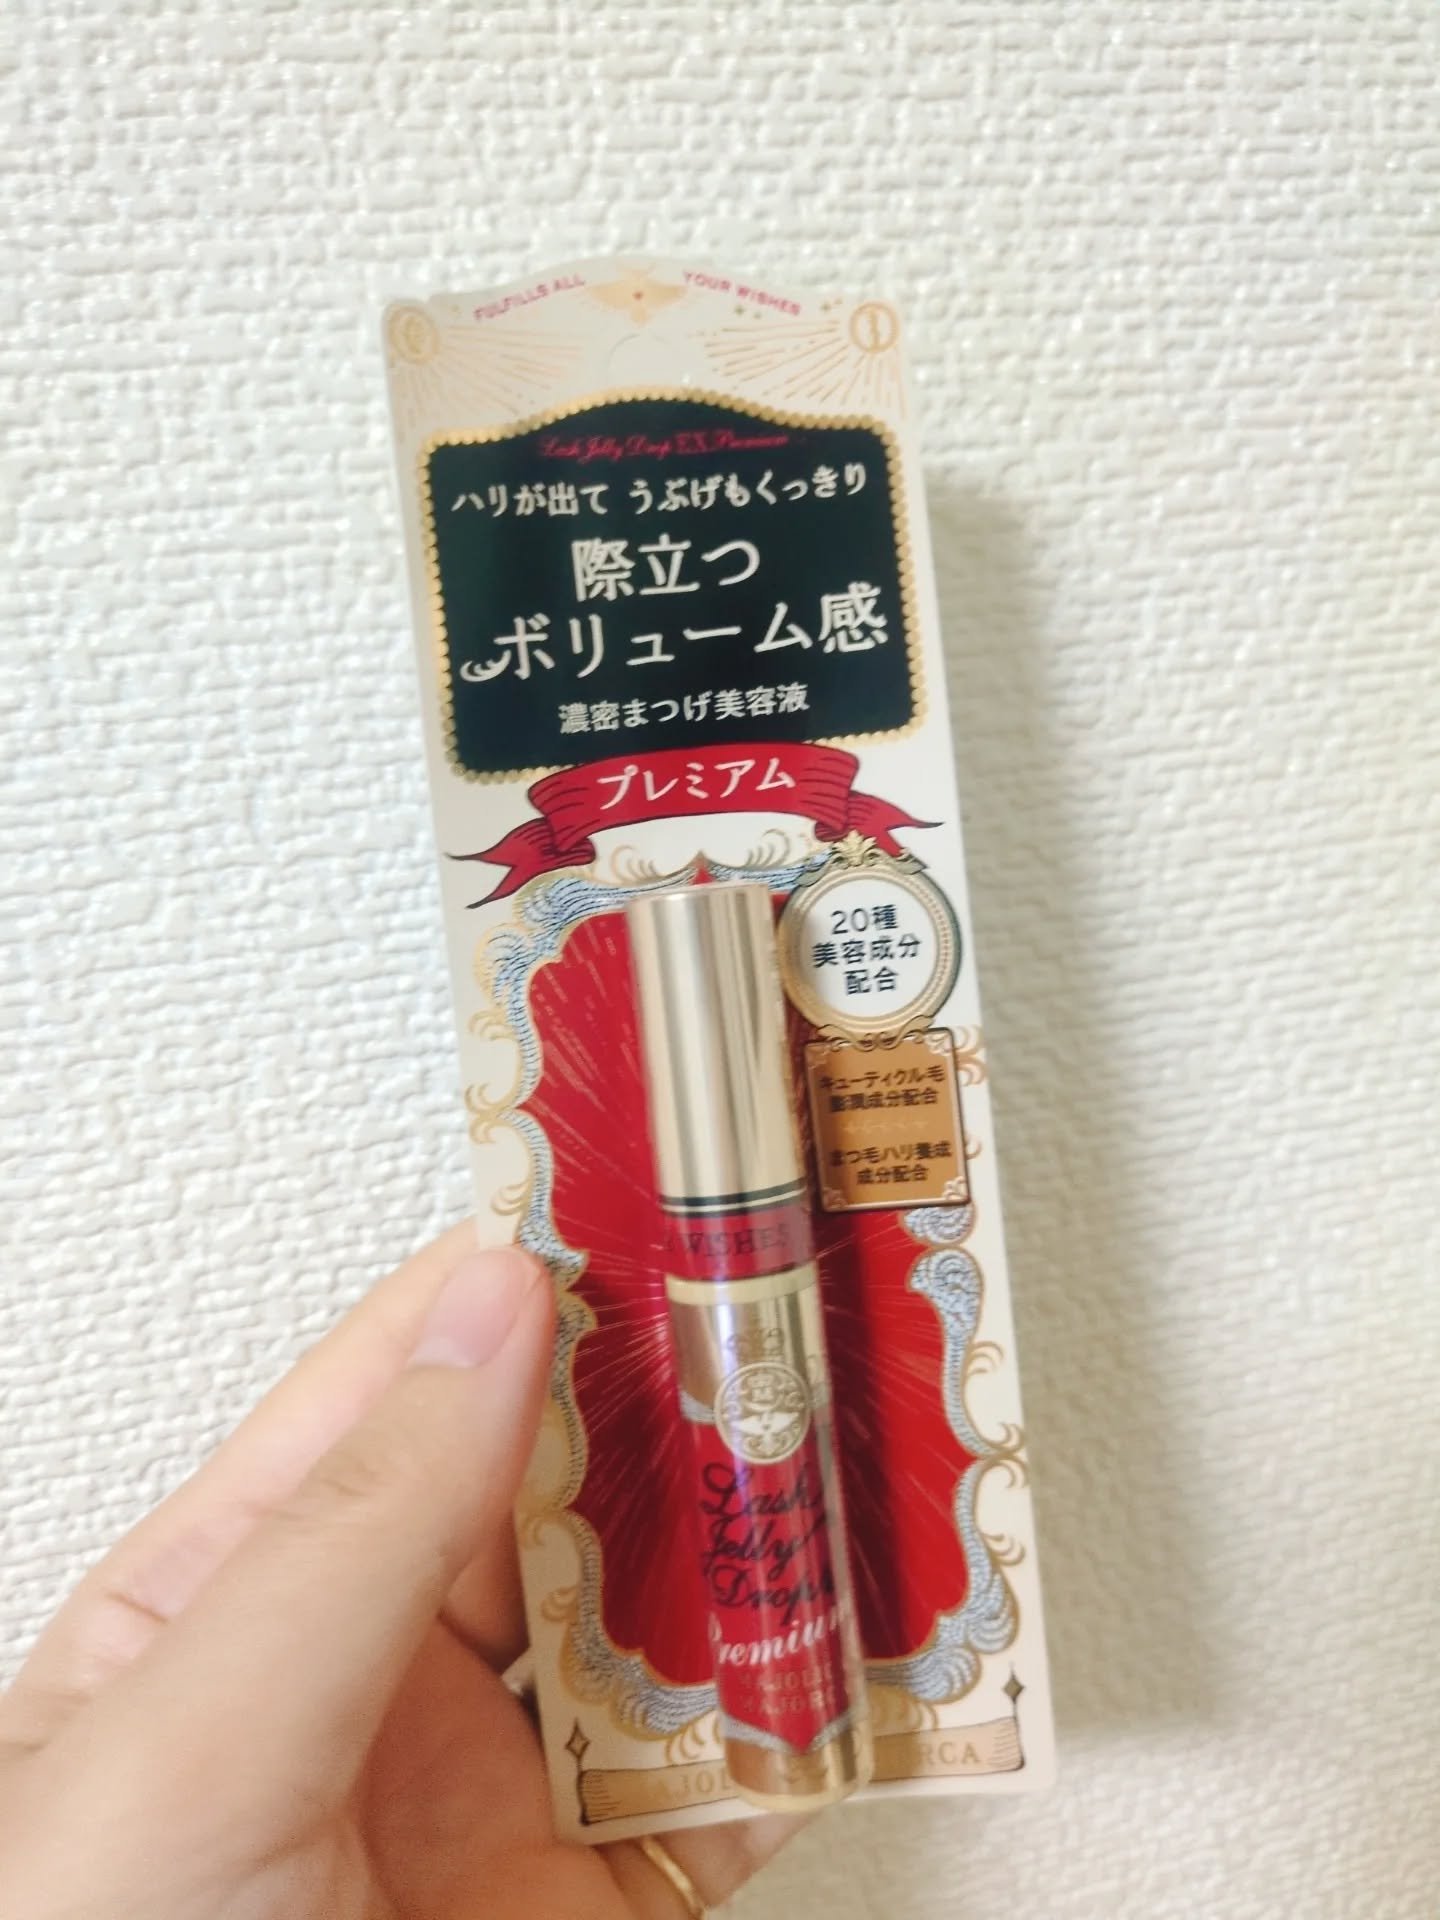 FULFILLS ALL YOUR WISHES
Lash Jelly Drop EX Premium
ハリが出て うぶげもくっきり
際立つ
ボリューム感
濃密まつげ美容液
プレミアム
20種
美容成分
配合
キューティクル毛
膨潤成分配合
まつ毛ハリ養成
成分配合
WISHES
Lash
Jelly
Drop
Premium